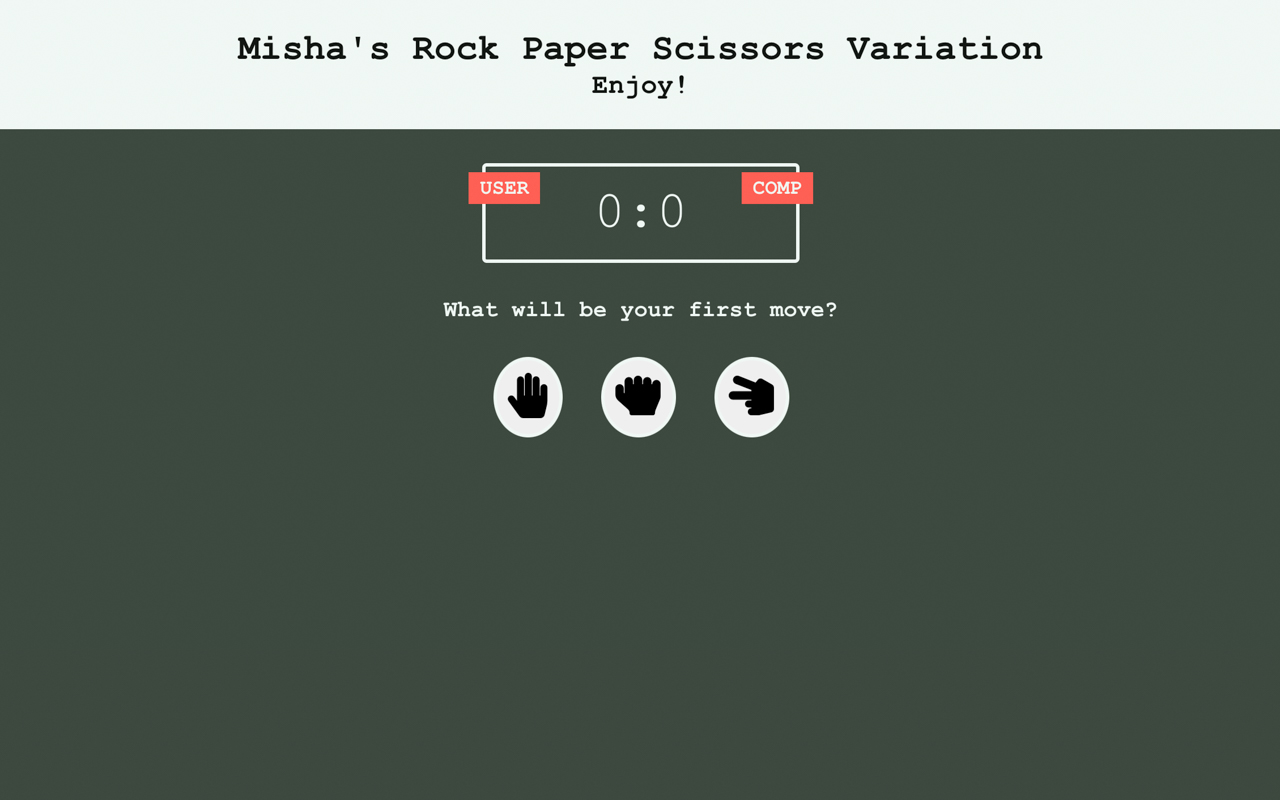 Misha's Rock Paper Scissors Variation
Enjoy!
USER
0:0
COMP
What will be your first move?